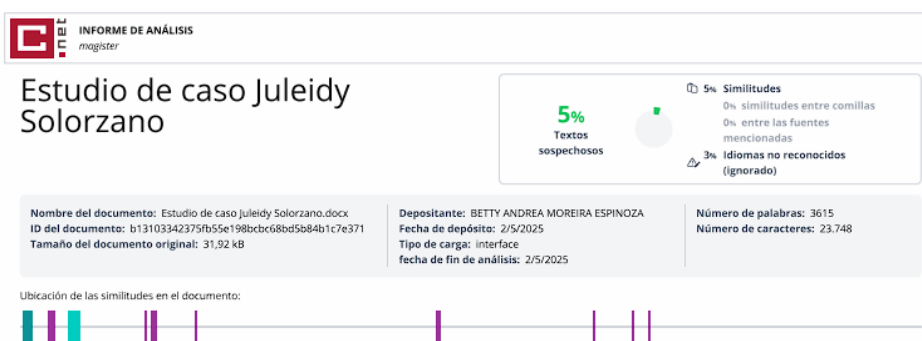 C.net
INFORME DE ANÁLISIS
magister
Estudio de caso Juleidy
Solorzano
5%
Textos
sospechosos
5% Similitudes
0% similitudes entre comillas
0% entre las fuentes
mencionadas
3% Idiomas no reconocidos
(ignorado)
Nombre del documento: Estudio de caso Juleidy Solorzano.docx
ID del documento: b13103342375fb55e198bcbc68bd5b84b1c7e371
Tamaño del documento original: 31,92 kB
Depositante: BETTY ANDREA MOREIRA ESPINOZA
Fecha de depósito: 2/5/2025
Tipo de carga: interface
fecha de fin de análisis: 2/5/2025
Número de palabras: 3615
Número de caracteres: 23.748
Ubicación de las similitudes en el documento: